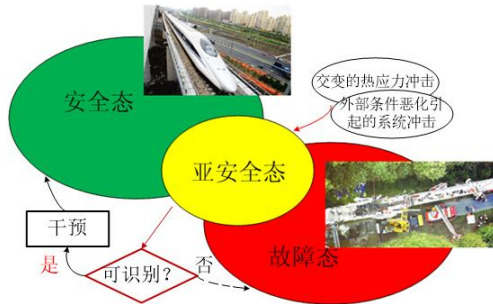 安全态
交变的热应力冲击
外部条件恶化引
起的系统冲击
亚安全态
干预
故障态
是
可识别？
否